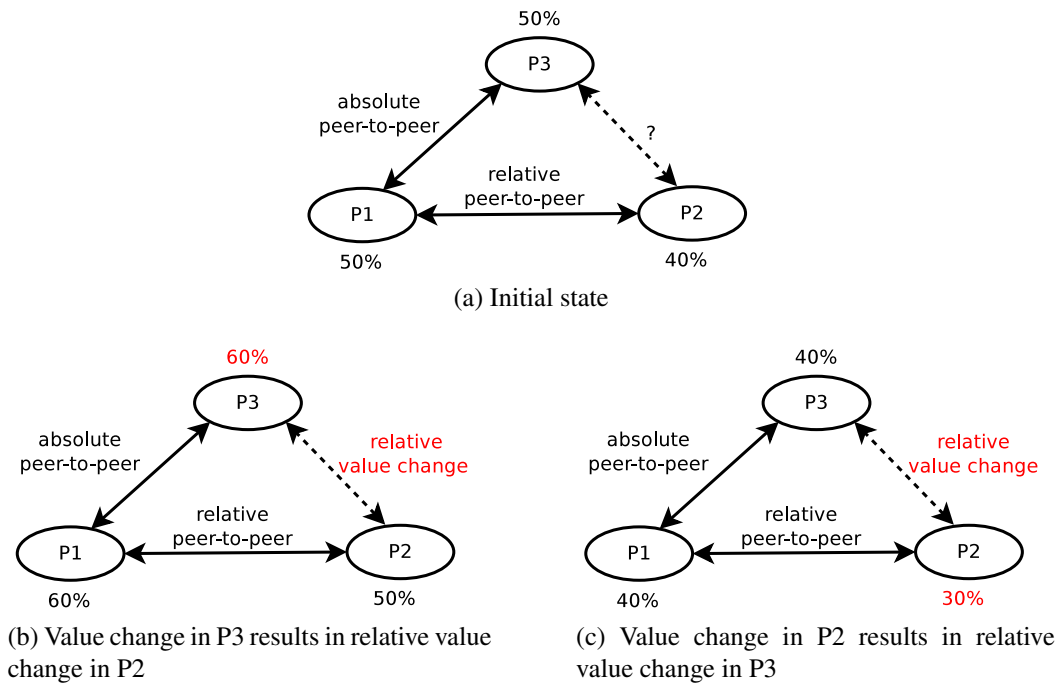 50%
P3
absolute
peer-to-peer
?
relative
peer-to-peer
P1
P2
50%
40%
(a) Initial state
60%
P3
absolute
peer-to-peer
relative
value change
relative
peer-to-peer
P1
P2
60%
50%
(b) Value change in P3 results in relative value
change in P2
40%
P3
absolute
peer-to-peer
relative
value change
relative
peer-to-peer
P1
P2
40%
30%
(c) Value change in P2 results in relative
value change in P3